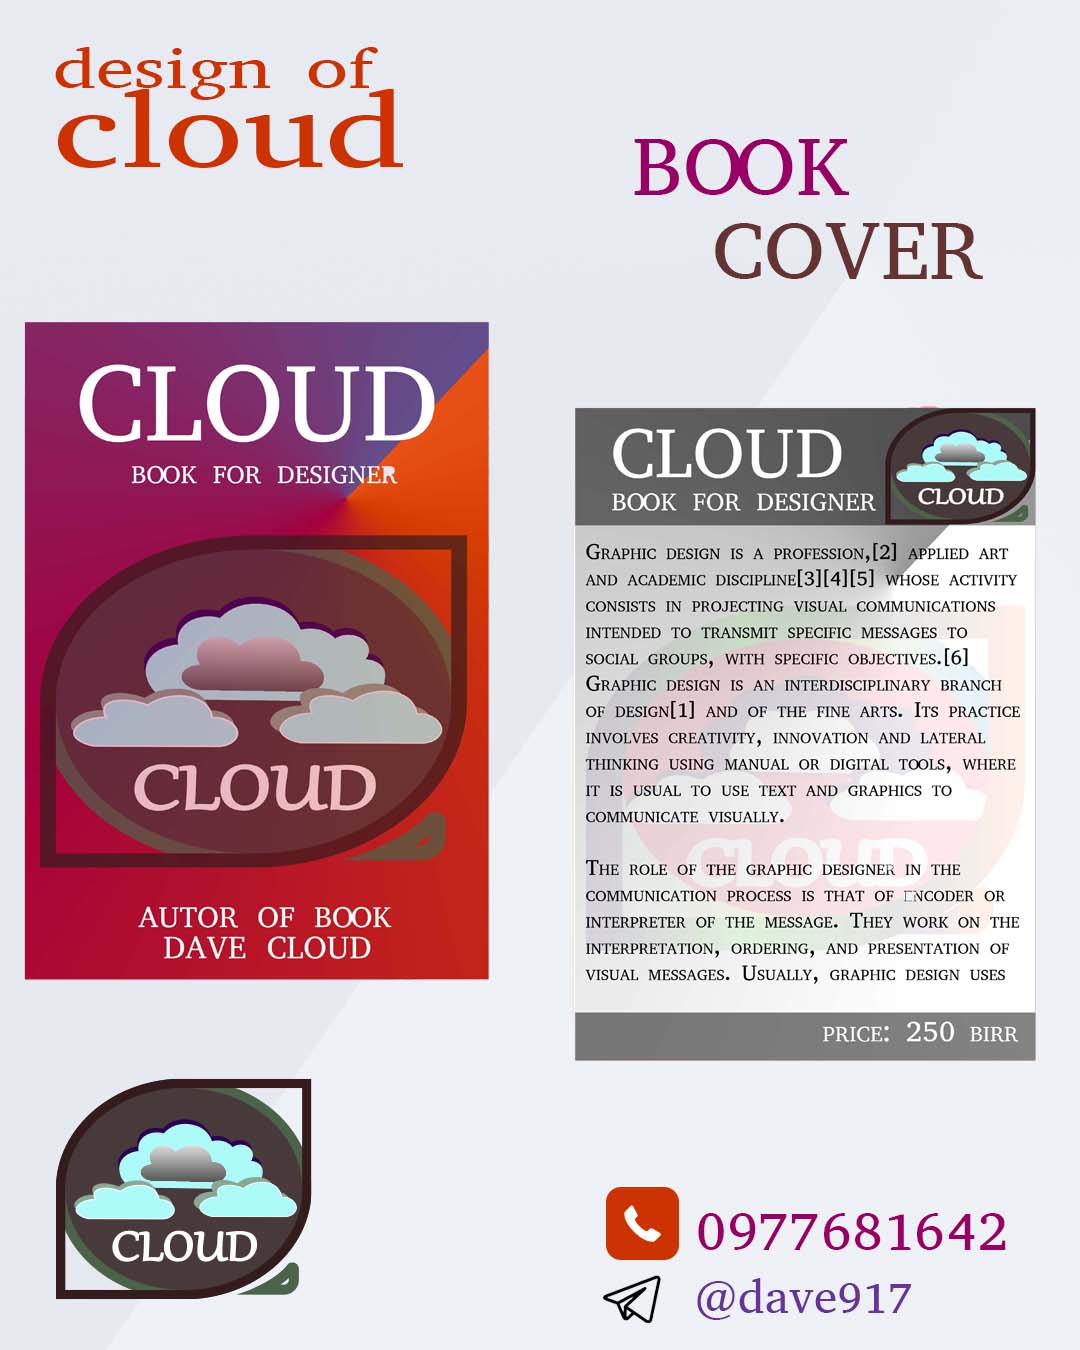 design of
cloud
BOOK
COVER
CLOUD
BOOK FOR DESIGNER
CLOUD
AUTOR OF BOOK
DAVE CLOUD
CLOUD
BOOK FOR DESIGNER
CLOUD
Graphic design is a profession,[2] applied art
and academic discipline[3][4][5] whose activity
consists in projecting visual communications
intended to transmit specific messages to
social groups, with specific objectives.[6]
Graphic design is an interdisciplinary branch
of design[1] and of the fine arts. Its practice
involves creativity, innovation and lateral
thinking using manual or digital tools, where
it is usual to use text and graphics to
communicate visually.
CLOUD
The role of the graphic designer in the
communication process is that of encoder or
interpreter of the message. They work on the
interpretation, ordering, and presentation of
visual messages. Usually, graphic design uses
price: 250 birr
CLOUD
0977681642
@dave917